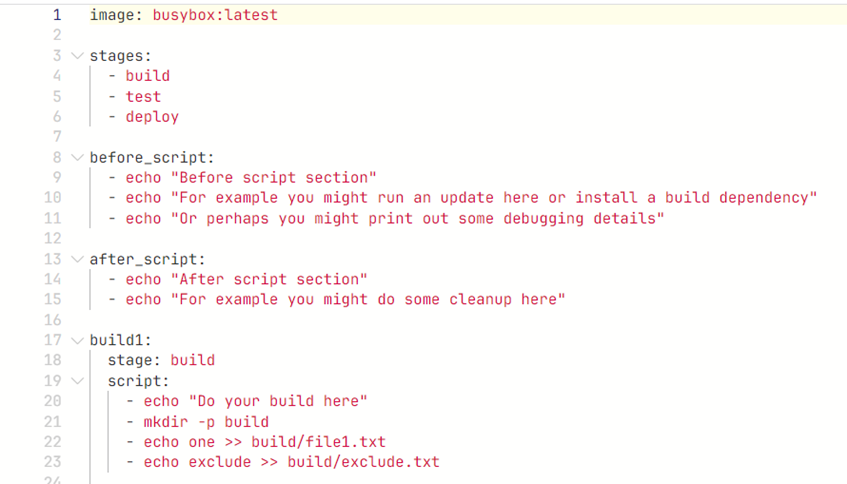 1 image: busybox:latest
2
3 stages:
4 - build
5 - test
6 - deploy
7
8 before_script:
9 - echo "Before script section"
10 - echo "For example you might run an update here or install a build dependency"
11 - echo "Or perhaps you might print out some debugging details"
12
13 after_script:
14 - echo "After script section"
15 - echo "For example you might do some cleanup here"
16
17 build1:
18 stage: build
19 script:
20 - echo "Do your build here"
21 - mkdir -p build
22 - echo one >> build/file1.txt
23 - echo exclude >> build/exclude.txt
24